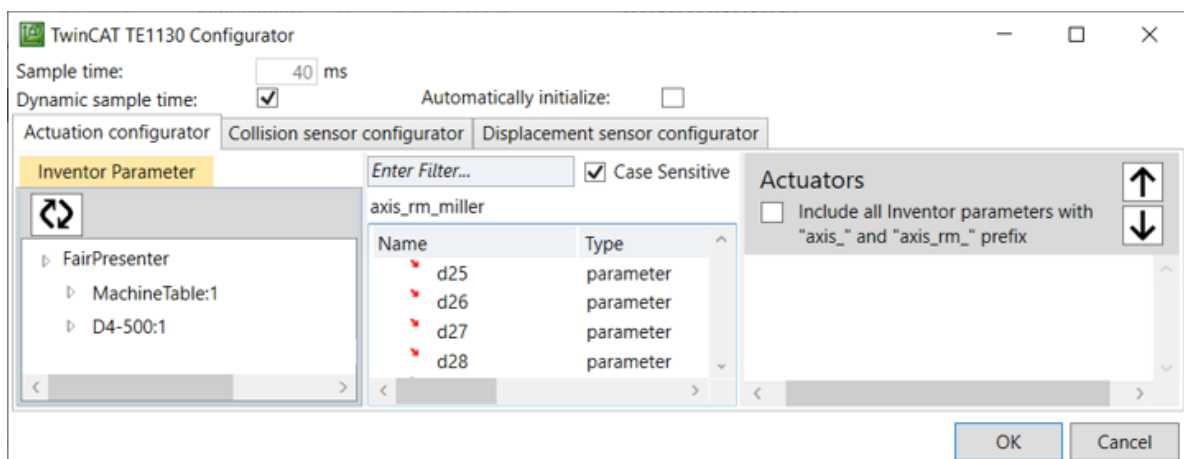 TwinCAT TE1130 Configurator
Sample time: 40 ms
Dynamic sample time: Automatically initialize:
Actuation configurator Collision sensor configurator Displacement sensor configurator
Inventor Parameter
FairPresenter
MachineTable:1
D4-500:1
Enter Filter... Case Sensitive
axis_rm_miller
Name Type
d25 parameter
d26 parameter
d27 parameter
d28 parameter
Actuators
Include all Inventor parameters with
"axis_" and "axis_rm_" prefix
OK Cancel